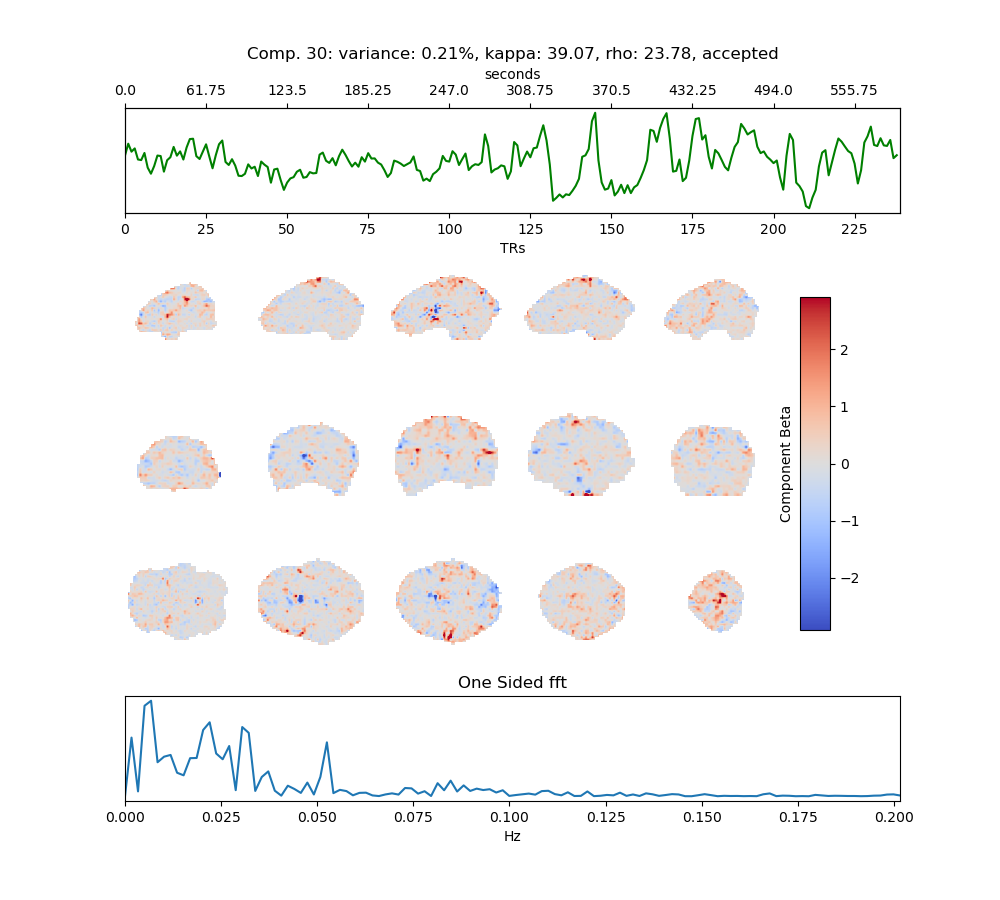 Comp. 30: variance: 0.21%, kappa: 39.07, rho: 23.78, accepted
seconds
0.0 61.75 123.5 185.25 247.0 308.75 370.5 432.25 494.0 555.75
0 25 50 75 100 125 150 175 200 225
TRs
2
1
0
−1
−2
Component Beta
One Sided fft
0.000 0.025 0.050 0.075 0.100 0.125 0.150 0.175 0.200
Hz